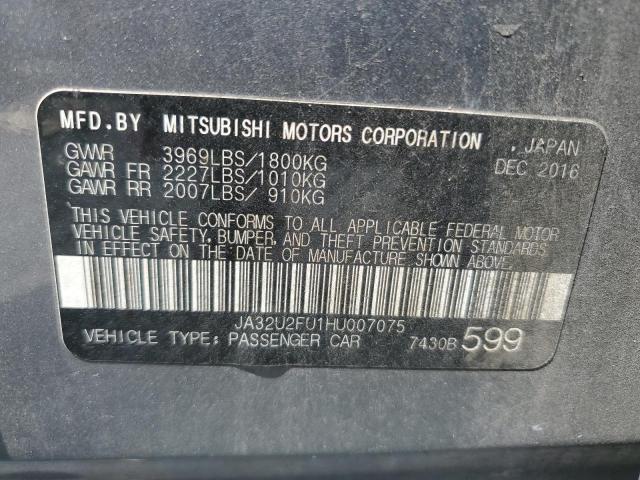 MFD.BY MITSUBISHI MOTORS CORPORATION , JAPAN
GVWR 3969LBS/1800KG DEC 2016
GAWR FR 2227LBS/1010KG
GAWR RR 2007LBS/ 910KG
THIS VEHICLE CONFORMS TO ALL APPLICABLE FEDERAL MOTOR
VEHICLE SAFETY, BUMPER, AND THEFT PREVENTION STANDARDS
IN EFFECT ON THE DATE OF MANUFACTURE SHOWN ABOVE.
JA32U2FU1HU007075
VEHICLE TYPE: PASSENGER CAR 7430B 599